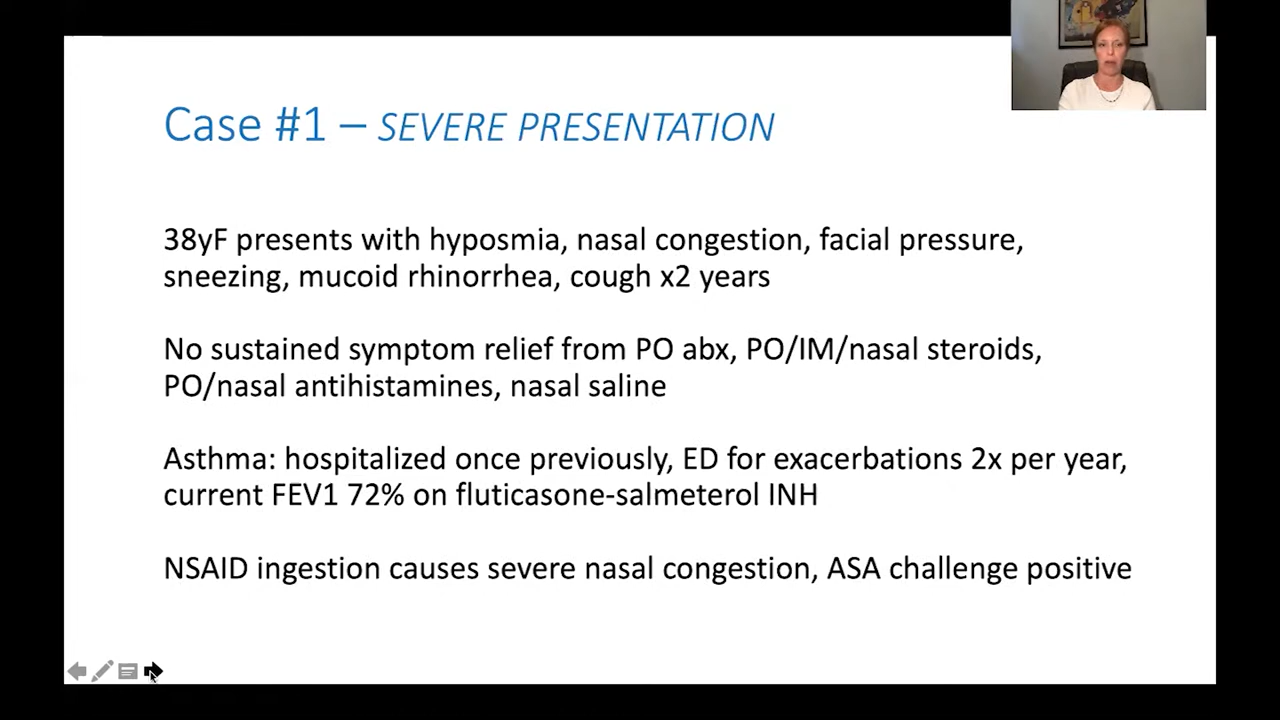 Case #1 – SEVERE PRESENTATION
38yF presents with hyposmia, nasal congestion, facial pressure,
sneezing, mucoid rhinorrhea, cough x2 years
No sustained symptom relief from PO abx, PO/IM/nasal steroids,
PO/nasal antihistamines, nasal saline
Asthma: hospitalized once previously, ED for exacerbations 2x per year,
current FEV1 72% on fluticasone-salmeterol INH
NSAID ingestion causes severe nasal congestion, ASA challenge positive